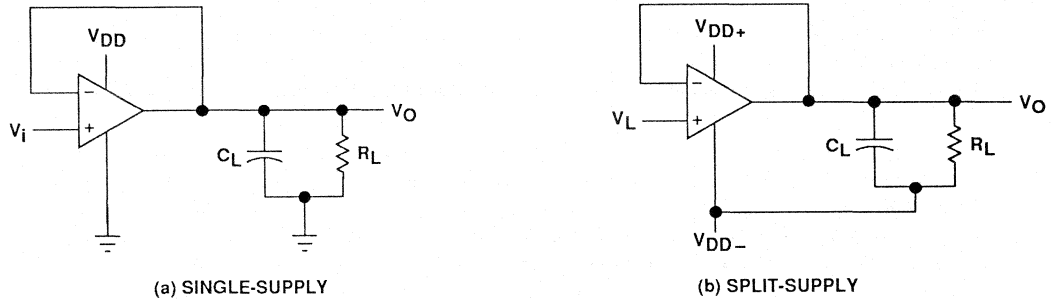 VDD
Vi
−
+
CL
RL
VO
(a) SINGLE-SUPPLY
VDD+
VL
−
+
CL
RL
VO
VDD−
(b) SPLIT-SUPPLY